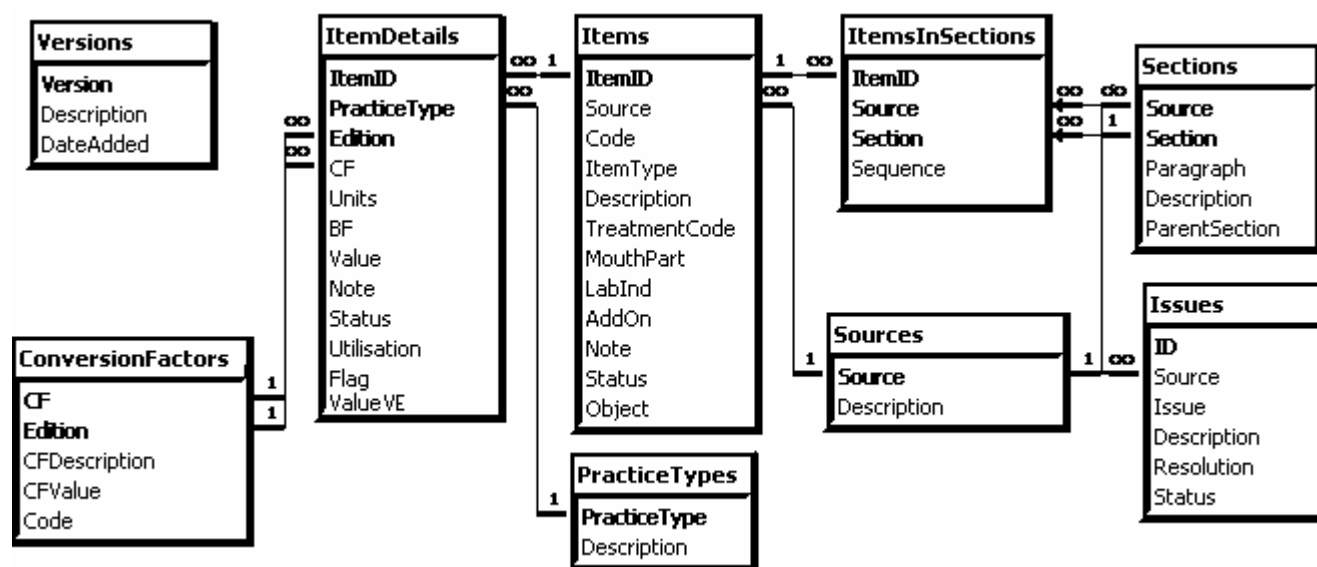 Versions
Version
Description
DateAdded
ItemDetails
ItemID
PracticeType
Edition
CF
Units
BF
Value
Note
Status
Utilisation
Flag
ValueVE
Items
ItemID
Source
Code
ItemType
Description
TreatmentCode
MouthPart
LabInd
AddOn
Note
Status
Object
ItemsInSections
ItemID
Source
Section
Sequence
Sections
Source
Section
Paragraph
Description
ParentSection
ConversionFactors
CF
Edition
CFDescription
CFValue
Code
PracticeTypes
PracticeType
Description
Sources
Source
Description
Issues
ID
Source
Issue
Description
Resolution
Status
∞ 1
∞
∞
∞
1
1
1
1 ∞
∞
1
∞ ∞
∞ 1
1 ∞